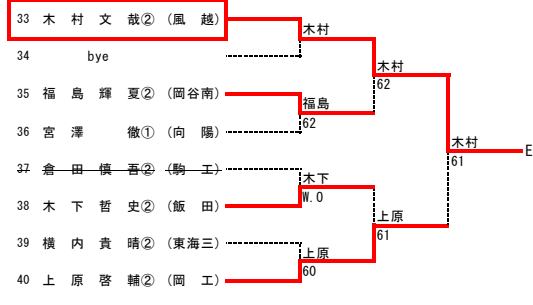 33 木 村 文 哉② (風 越)
木村
34 bye
木村
62
35 福 島 輝 夏② (岡谷南)
福島
62
36 宮 澤 徹① (向 陽)
木村
61
E
37 倉 田 慎 吾② (駒 工)
木下
W.O
38 木 下 哲 史② (飯 田)
上原
61
39 横 内 貴 晴② (東海三)
上原
60
40 上 原 啓 輔② (岡 工)